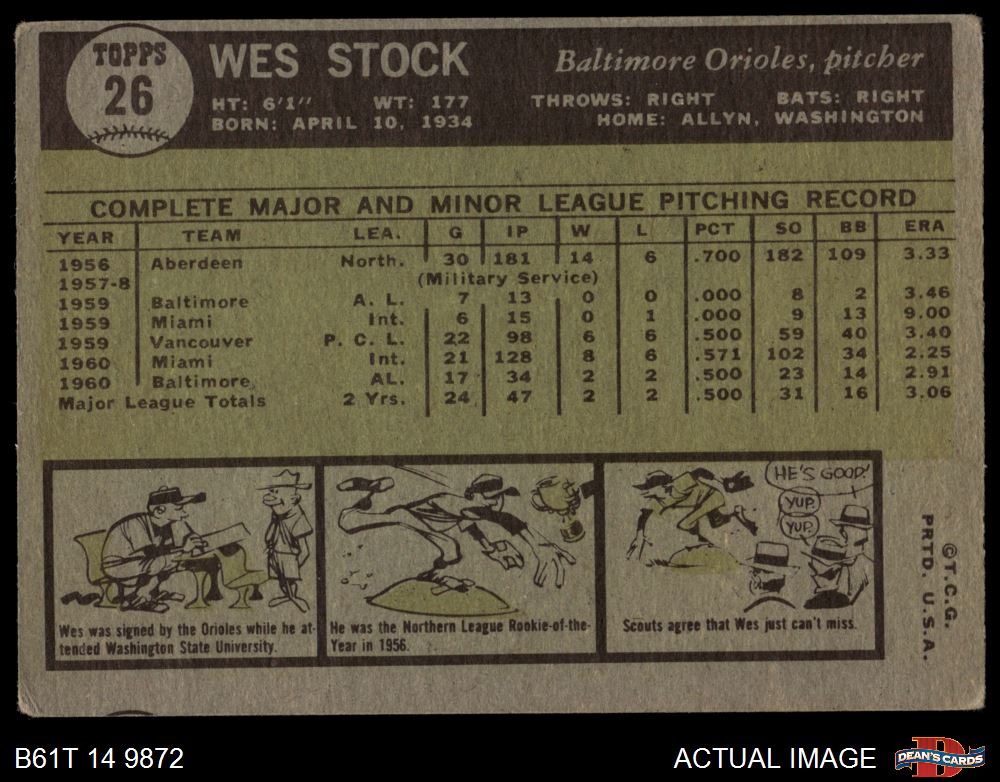 TOPPS
26
WES STOCK
Baltimore Orioles, pitcher
HT: 6'1" WT: 177 THROWS: RIGHT BATS: RIGHT
BORN: APRIL 10, 1934 HOME: ALLYN, WASHINGTON
COMPLETE MAJOR AND MINOR LEAGUE PITCHING RECORD
YEAR TEAM LEA. G IP W L PCT SO BB ERA
1956 Aberdeen North. 30 181 14 6 .700 182 109 3.33
1957-8 (Military Service)
1959 Baltimore A. L. 7 13 0 0 .000 8 2 3.46
1959 Miami Int. 6 15 0 1 .000 9 13 9.00
1959 Vancouver P. C. L. 22 98 6 6 .500 59 40 3.40
1960 Miami Int. 21 128 8 6 .571 102 34 2.25
1960 Baltimore AL. 17 34 2 2 .500 23 14 2.91
Major League Totals 2 Yrs. 24 47 2 2 .500 31 16 3.06
Wes was signed by the Orioles while he at-
tended Washington State University.
He was the Northern League Rookie-of-the-
Year in 1956.
HE'S GOOD!
YUP.
YUP.
Scouts agree that Wes just can't miss.
©T.C.G.
PRTD. U.S.A.
B61T 14 9872
ACTUAL IMAGE
D
DEAN'S CARDS